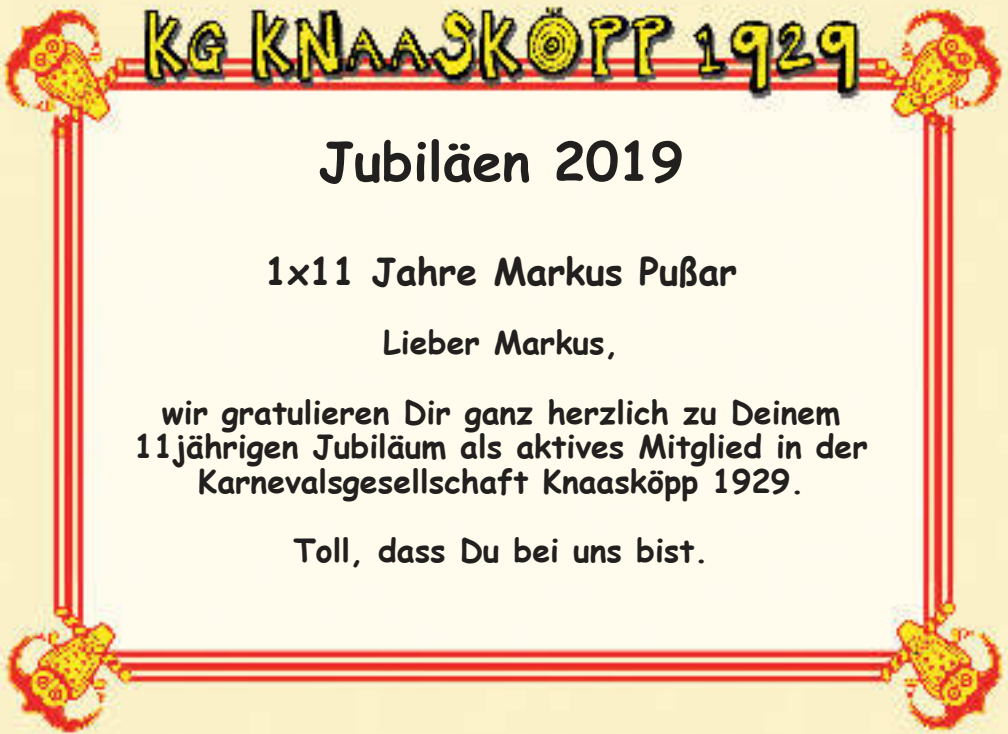 KG KNAASKÖPP 1929
Jubiläen 2019
1x11 Jahre Markus Pußar
Lieber Markus,
wir gratulieren Dir ganz herzlich zu Deinem
11jährigen Jubiläum als aktives Mitglied in der
Karnevalsgesellschaft Knaasköpp 1929.
Toll, dass Du bei uns bist.